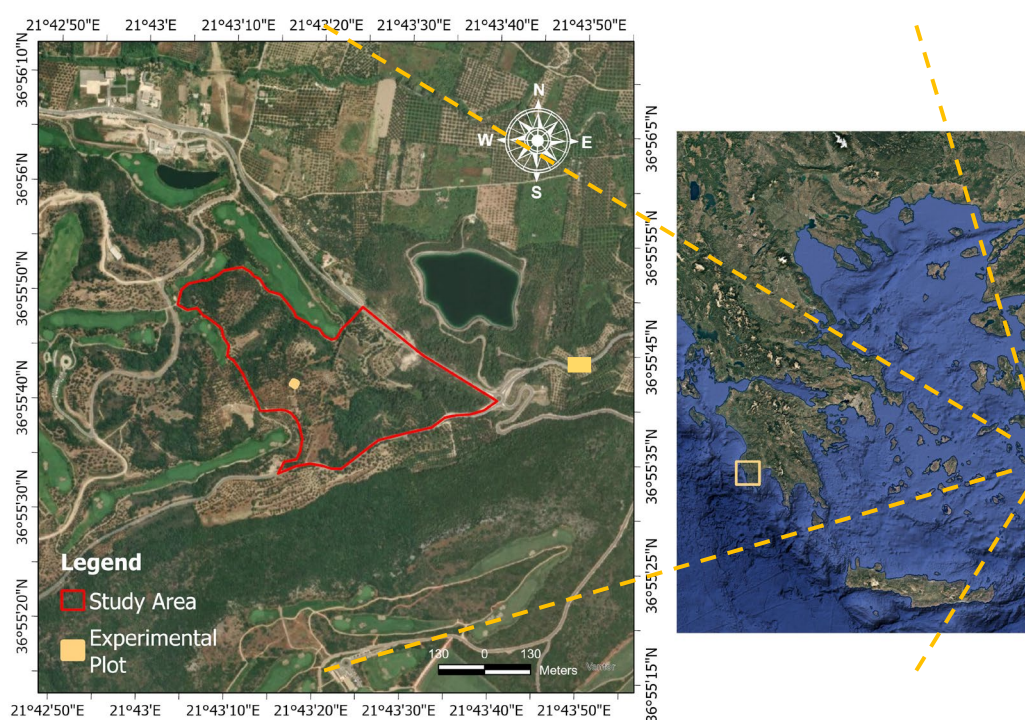 21°42'50"E 21°43'E 21°43'10"E 21°43'20"E 21°43'30"E 21°43'40"E 21°43'50"E
36°56'10"N
36°56'N
36°55'50"N
36°55'40"N
36°55'30"N
36°55'20"N
36°56'5"N
36°55'55"N
36°55'45"N
36°55'35"N
36°55'25"N
36°55'15"N
N
W E
S
Legend
Study Area
Experimental
Plot
130 0 130
Meters
Vantor
21°42'50"E 21°43'E 21°43'10"E 21°43'20"E 21°43'30"E 21°43'40"E 21°43'50"E